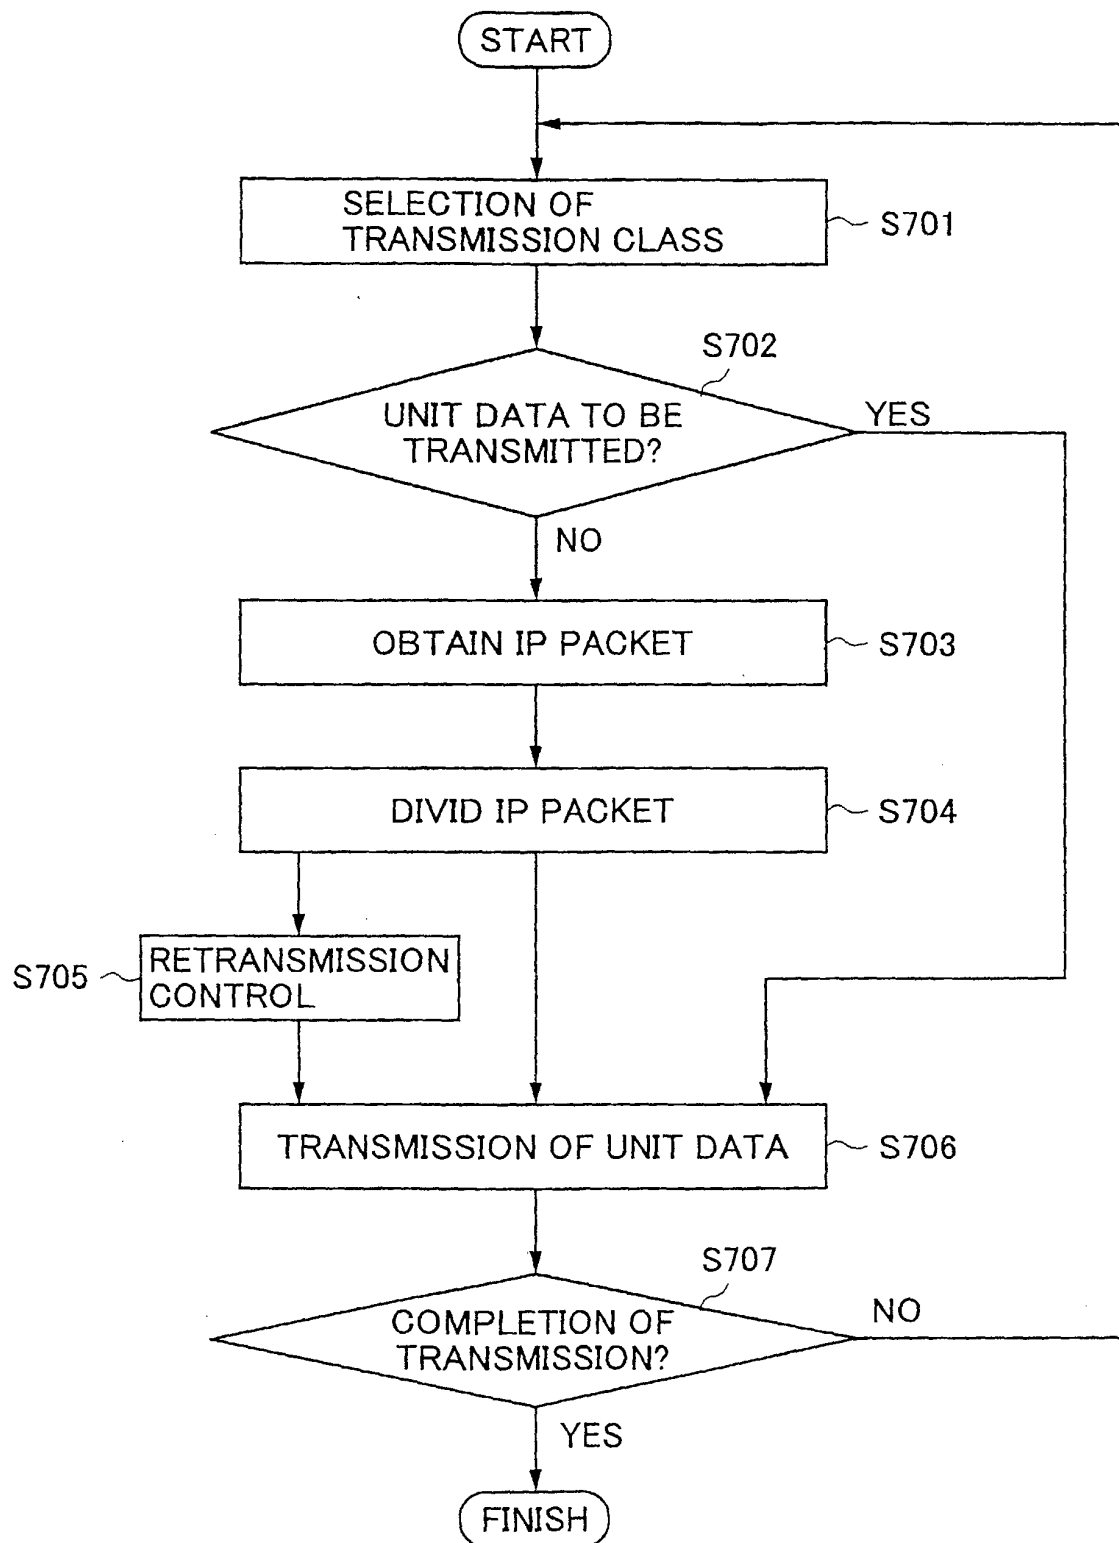 START
SELECTION OF
TRANSMISSION CLASS
S701
S702
UNIT DATA TO BE
TRANSMITTED?
YES
NO
OBTAIN IP PACKET
S703
DIVID IP PACKET
S704
S705
RETRANSMISSION
CONTROL
TRANSMISSION OF UNIT DATA
S706
S707
COMPLETION OF
TRANSMISSION?
NO
YES
FINISH